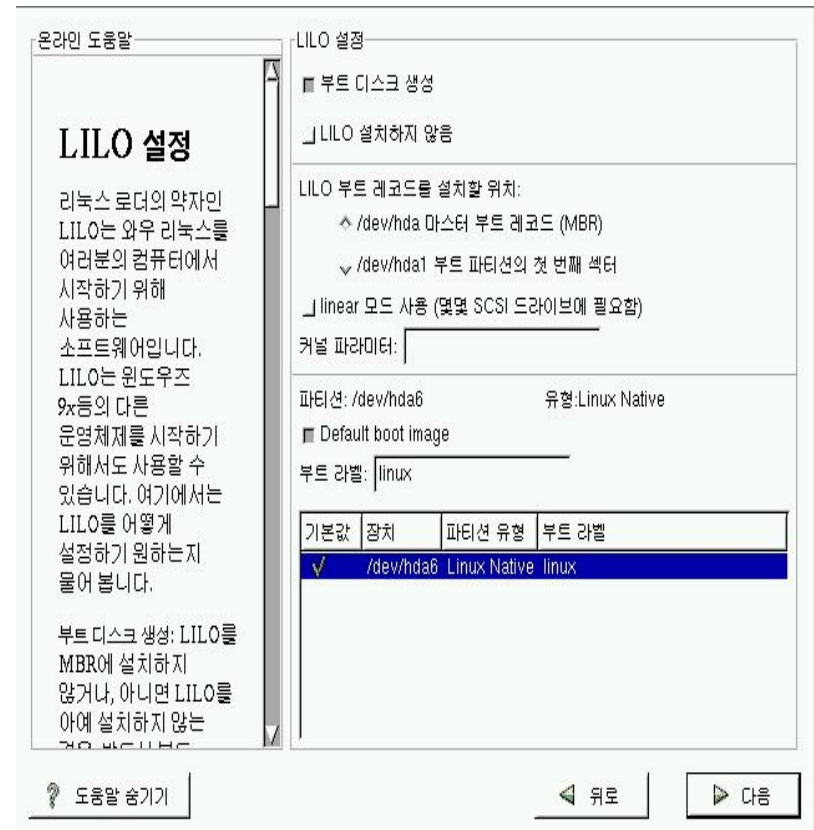 온라인 도움말
LILO 설정
리눅스 로더의 약자인
LILO는 와우 리눅스를
여러분의 컴퓨터에서
시작하기 위해
사용하는
소프트웨어입니다.
LILO는 윈도우즈
9x등의 다른
운영체제를 시작하기
위해서도 사용할 수
있습니다. 여기에서는
LILO를 어떻게
설정하기 원하는지
물어 봅니다.
부트 디스크 생성: LILO를
MBR에 설치하지
않거나, 아니면 LILO를
아예 설치하지 않는
LILO 설정
부트 디스크 생성
LILO 설치하지 않음
LILO 부트 레코드를 설치할 위치:
/dev/hda 마스터 부트 레코드 (MBR)
/dev/hda1 부트 파티션의 첫 번째 섹터
linear 모드 사용 (몇몇 SCSI 드라이브에 필요함)
커널 파라미터:
파티션: /dev/hda6 유형:Linux Native
Default boot image
부트 라벨: linux
기본값 장치 파티션 유형 부트 라벨
/dev/hda6 Linux Native linux
도움말 숨기기 위로 다음